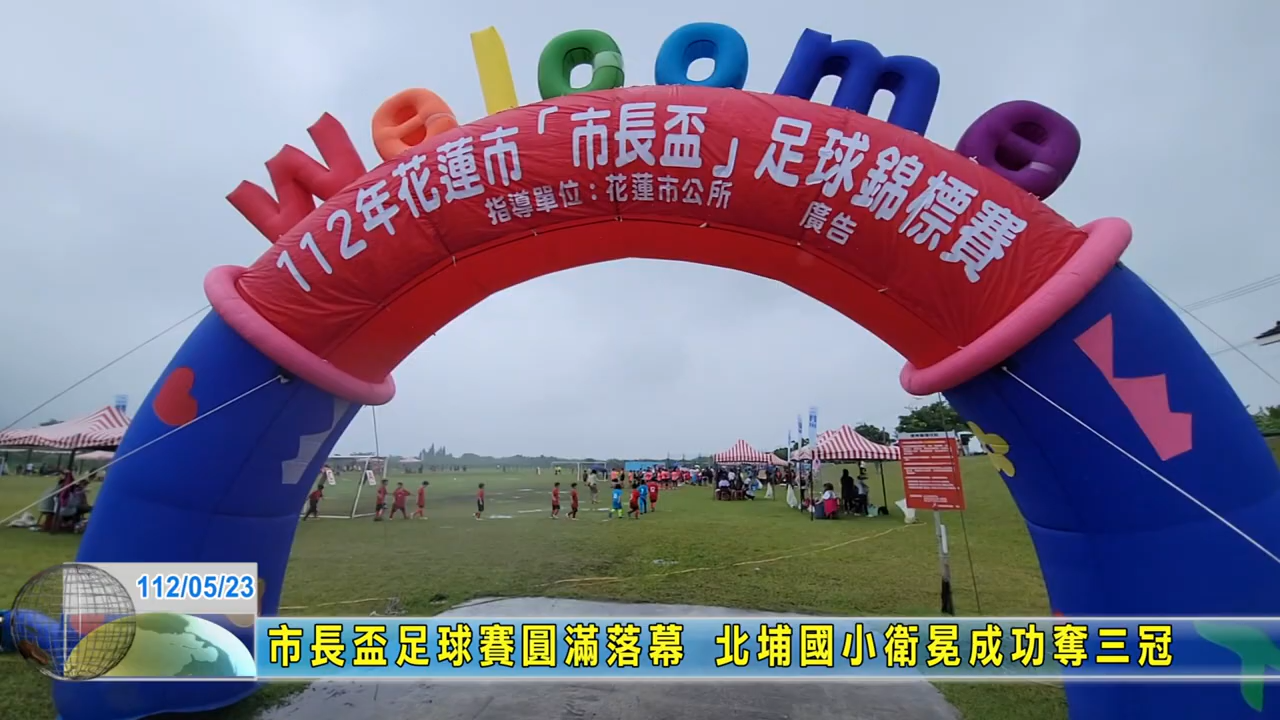 Welcome
112年花蓮市「市長盃」足球錦標賽
指導單位：花蓮市公所 廣告
112/05/23
市長盃足球賽圓滿落幕 北埔國小衛冕成功奪三冠